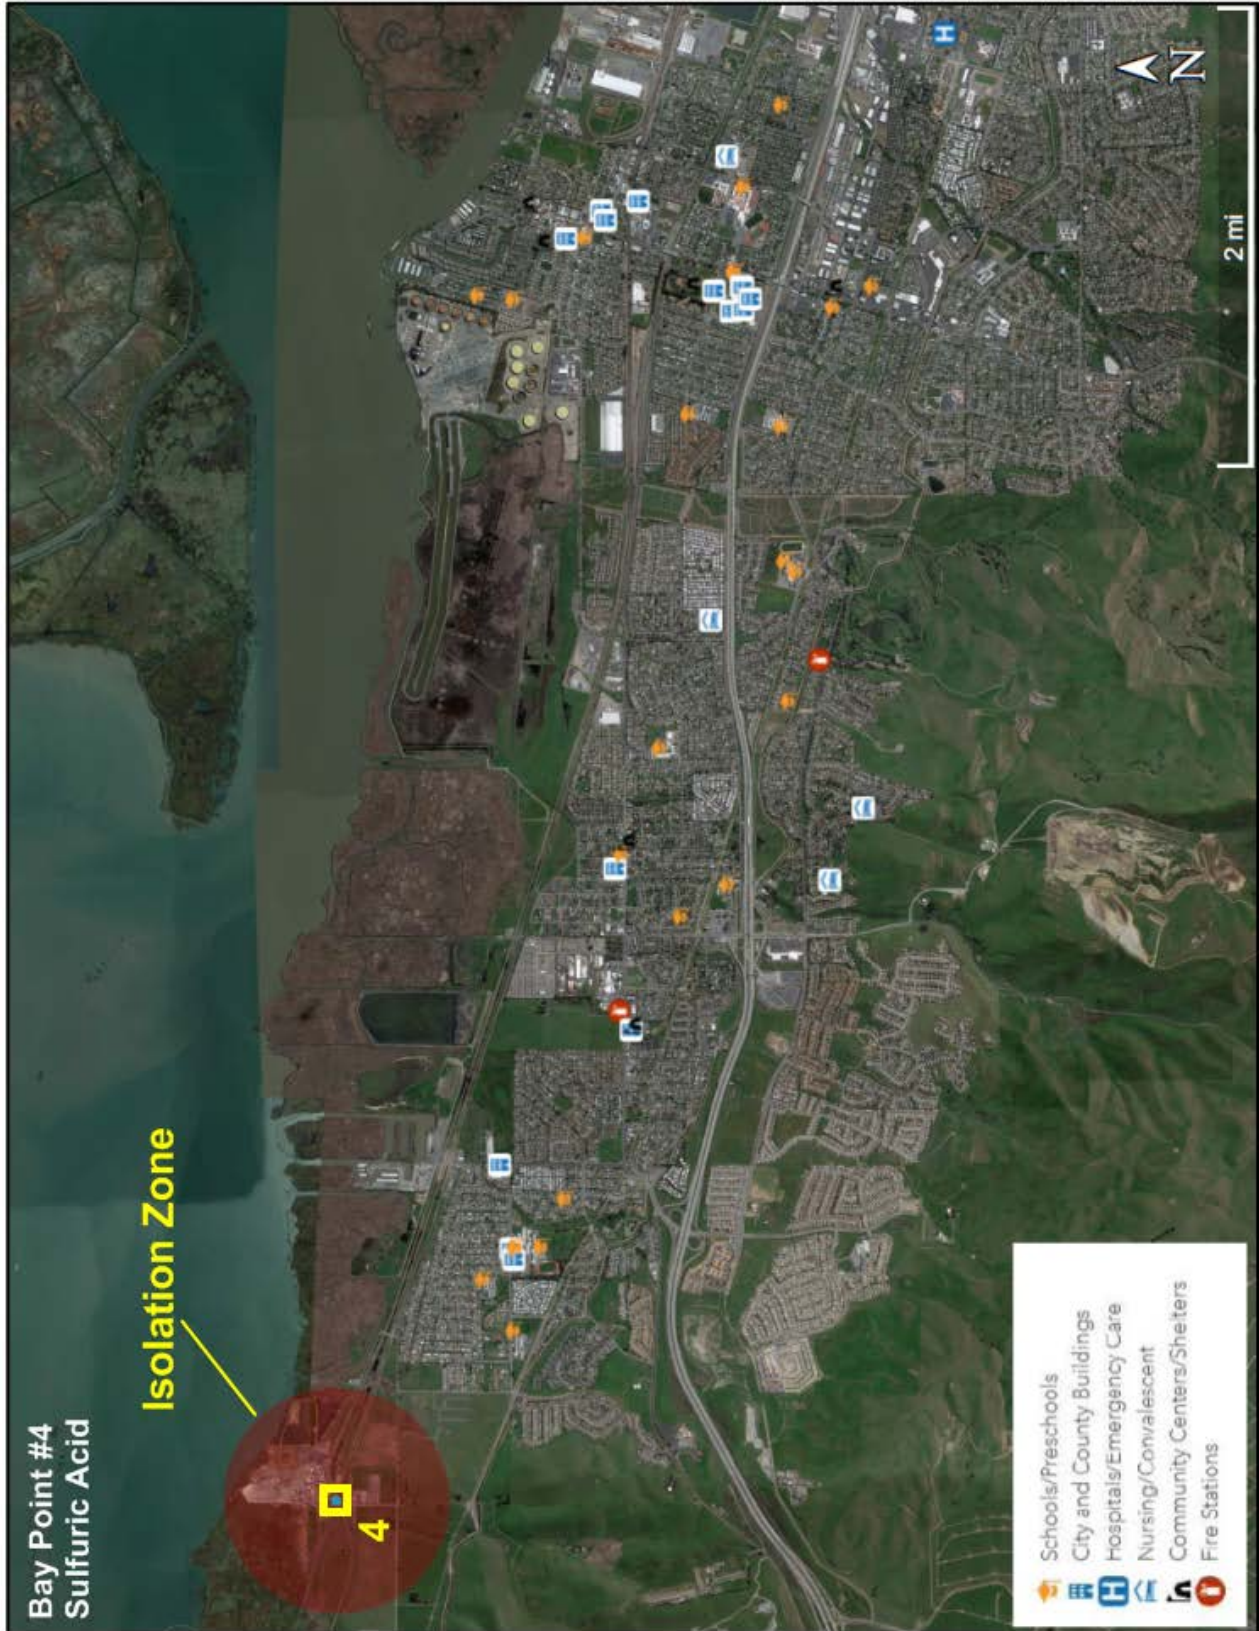 Bay Point #4
Sulfuric Acid
Isolation Zone
4
N
H
2 mi
Schools/Preschools
City and County Buildings
H Hospitals/Emergency Care
Nursing/Convalescent
Community Centers/Shelters
Fire Stations